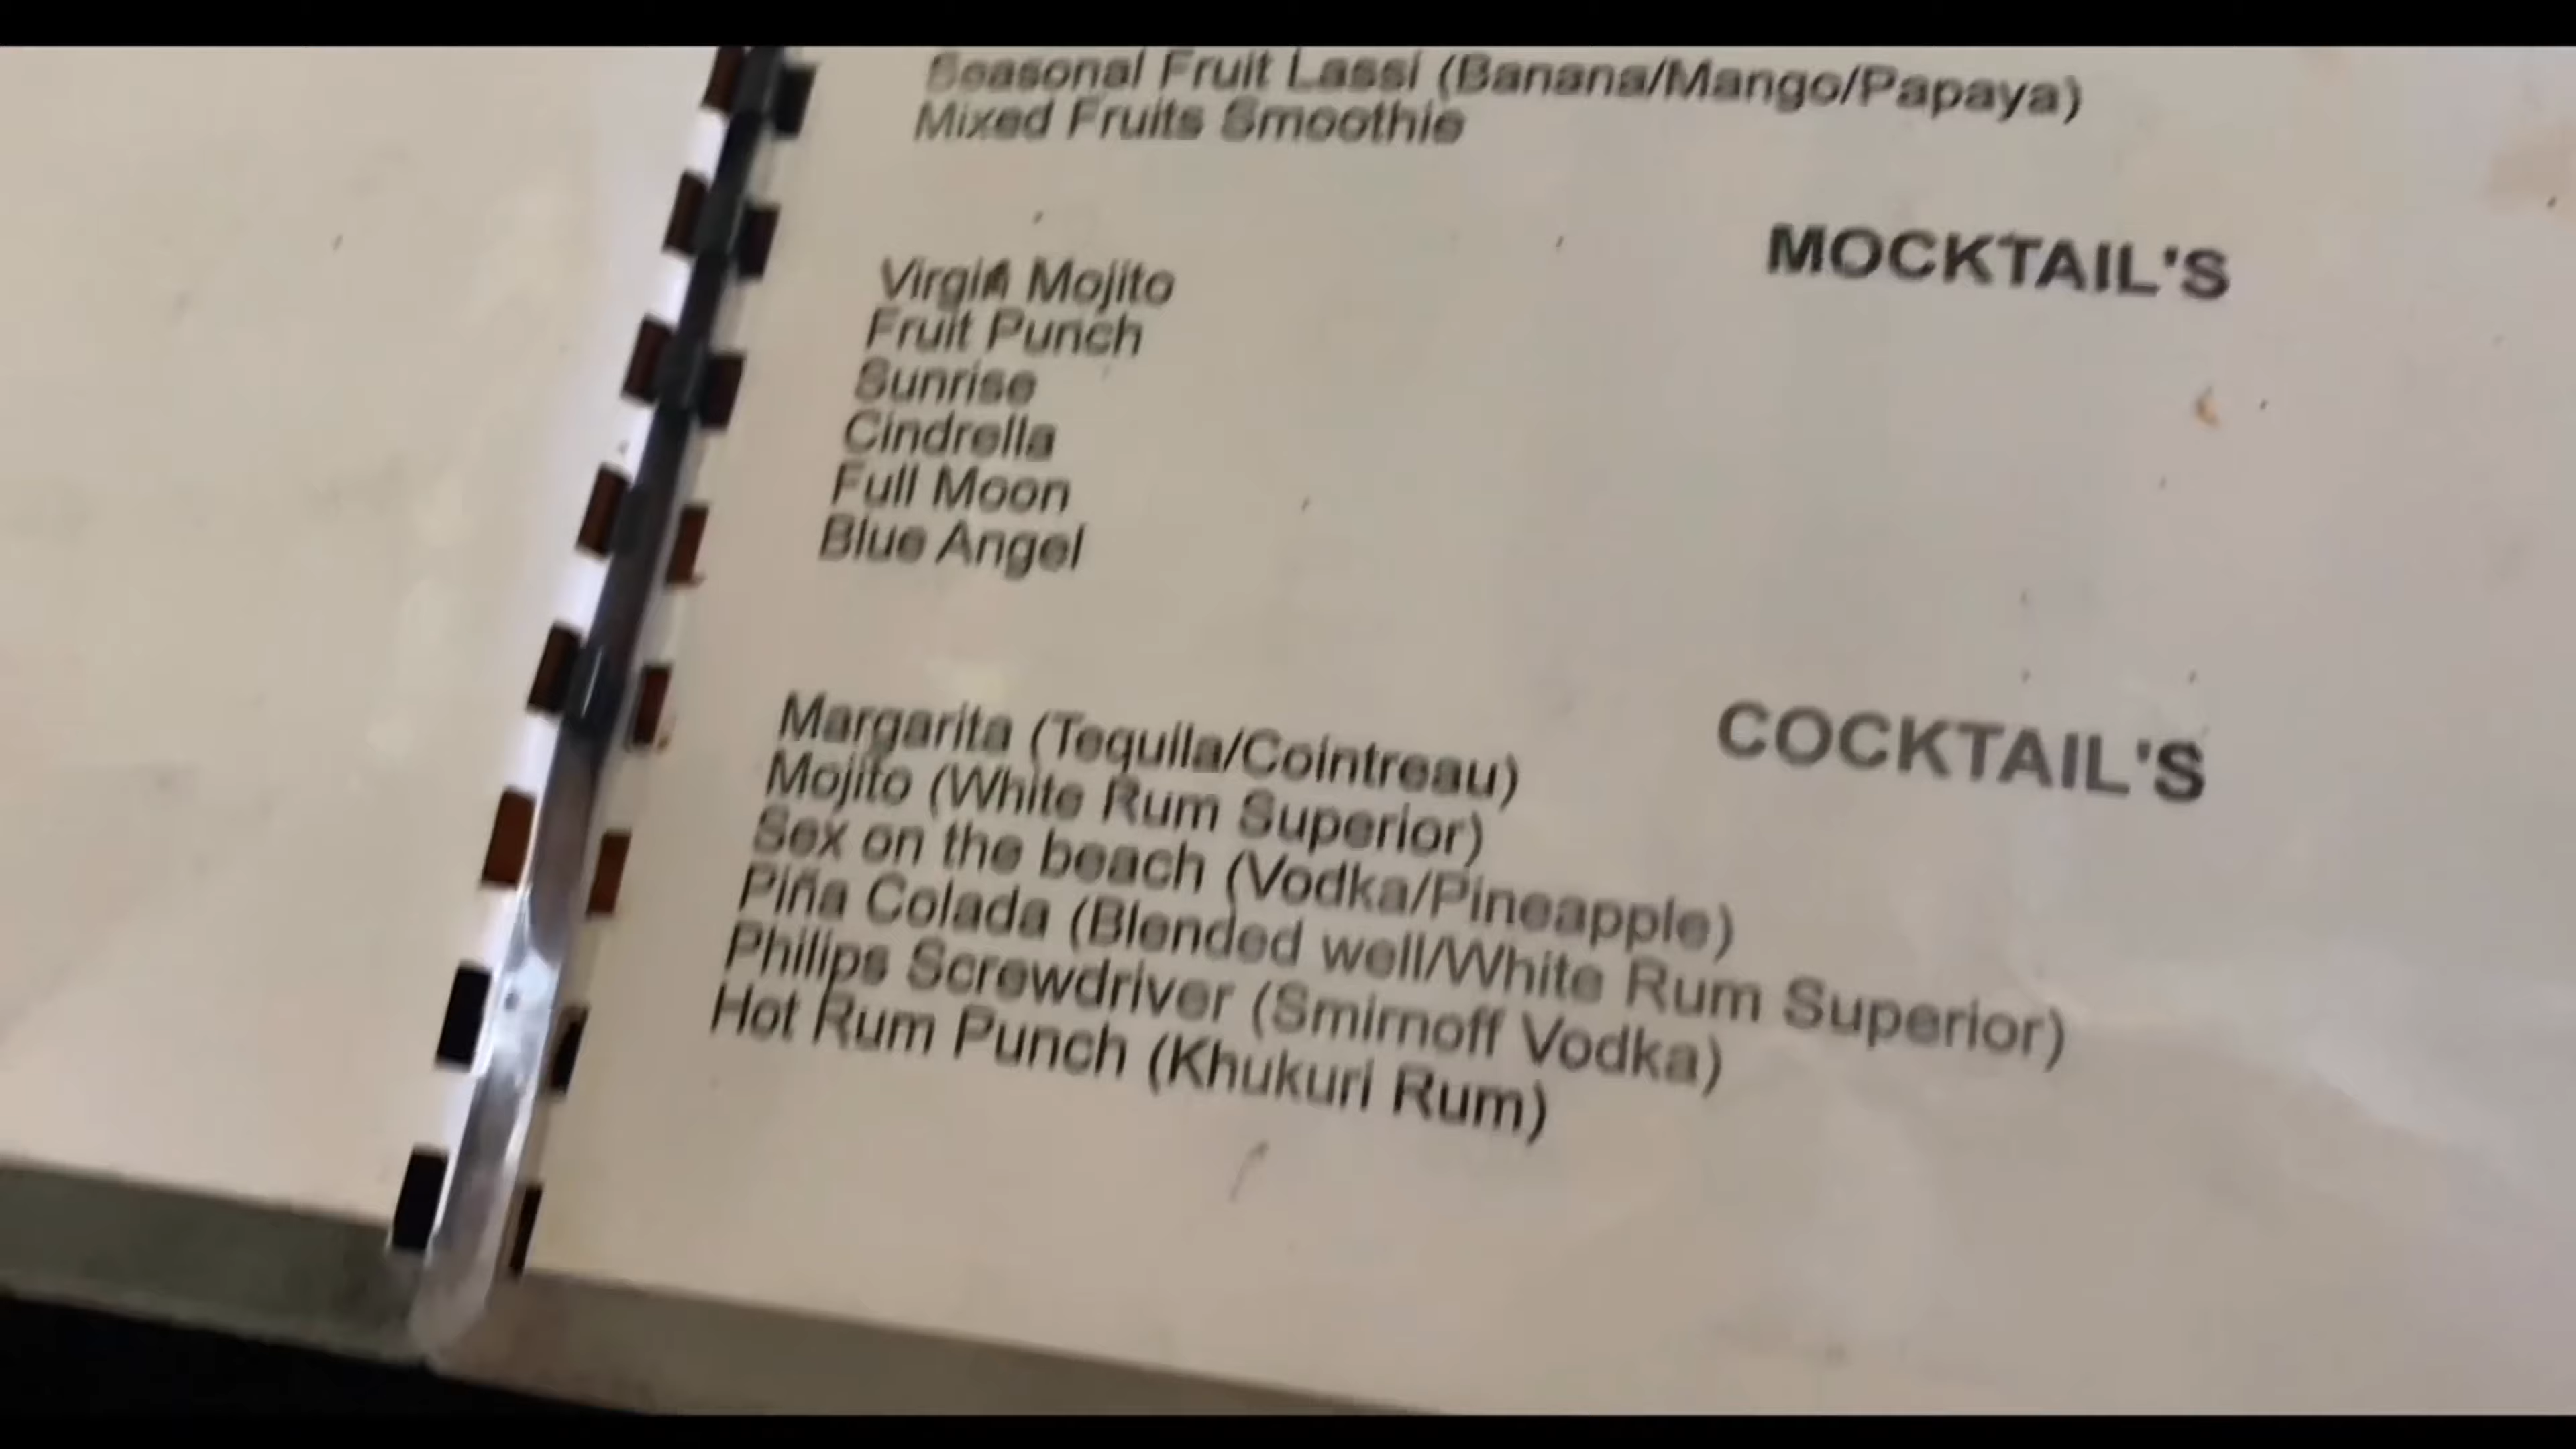 Seasonal Fruit Lassi (Banana/Mango/Papaya)
Mixed Fruits Smoothie
MOCKTAIL'S
Virgin Mojito
Fruit Punch
Sunrise
Cindrella
Full Moon
Blue Angel
COCKTAIL'S
Margarita (Tequila/Cointreau)
Mojito (White Rum Superior)
Sex on the beach (Vodka/Pineapple)
Piña Colada (Blended well/White Rum Superior)
Philips Screwdriver (Smirnoff Vodka)
Hot Rum Punch (Khukuri Rum)